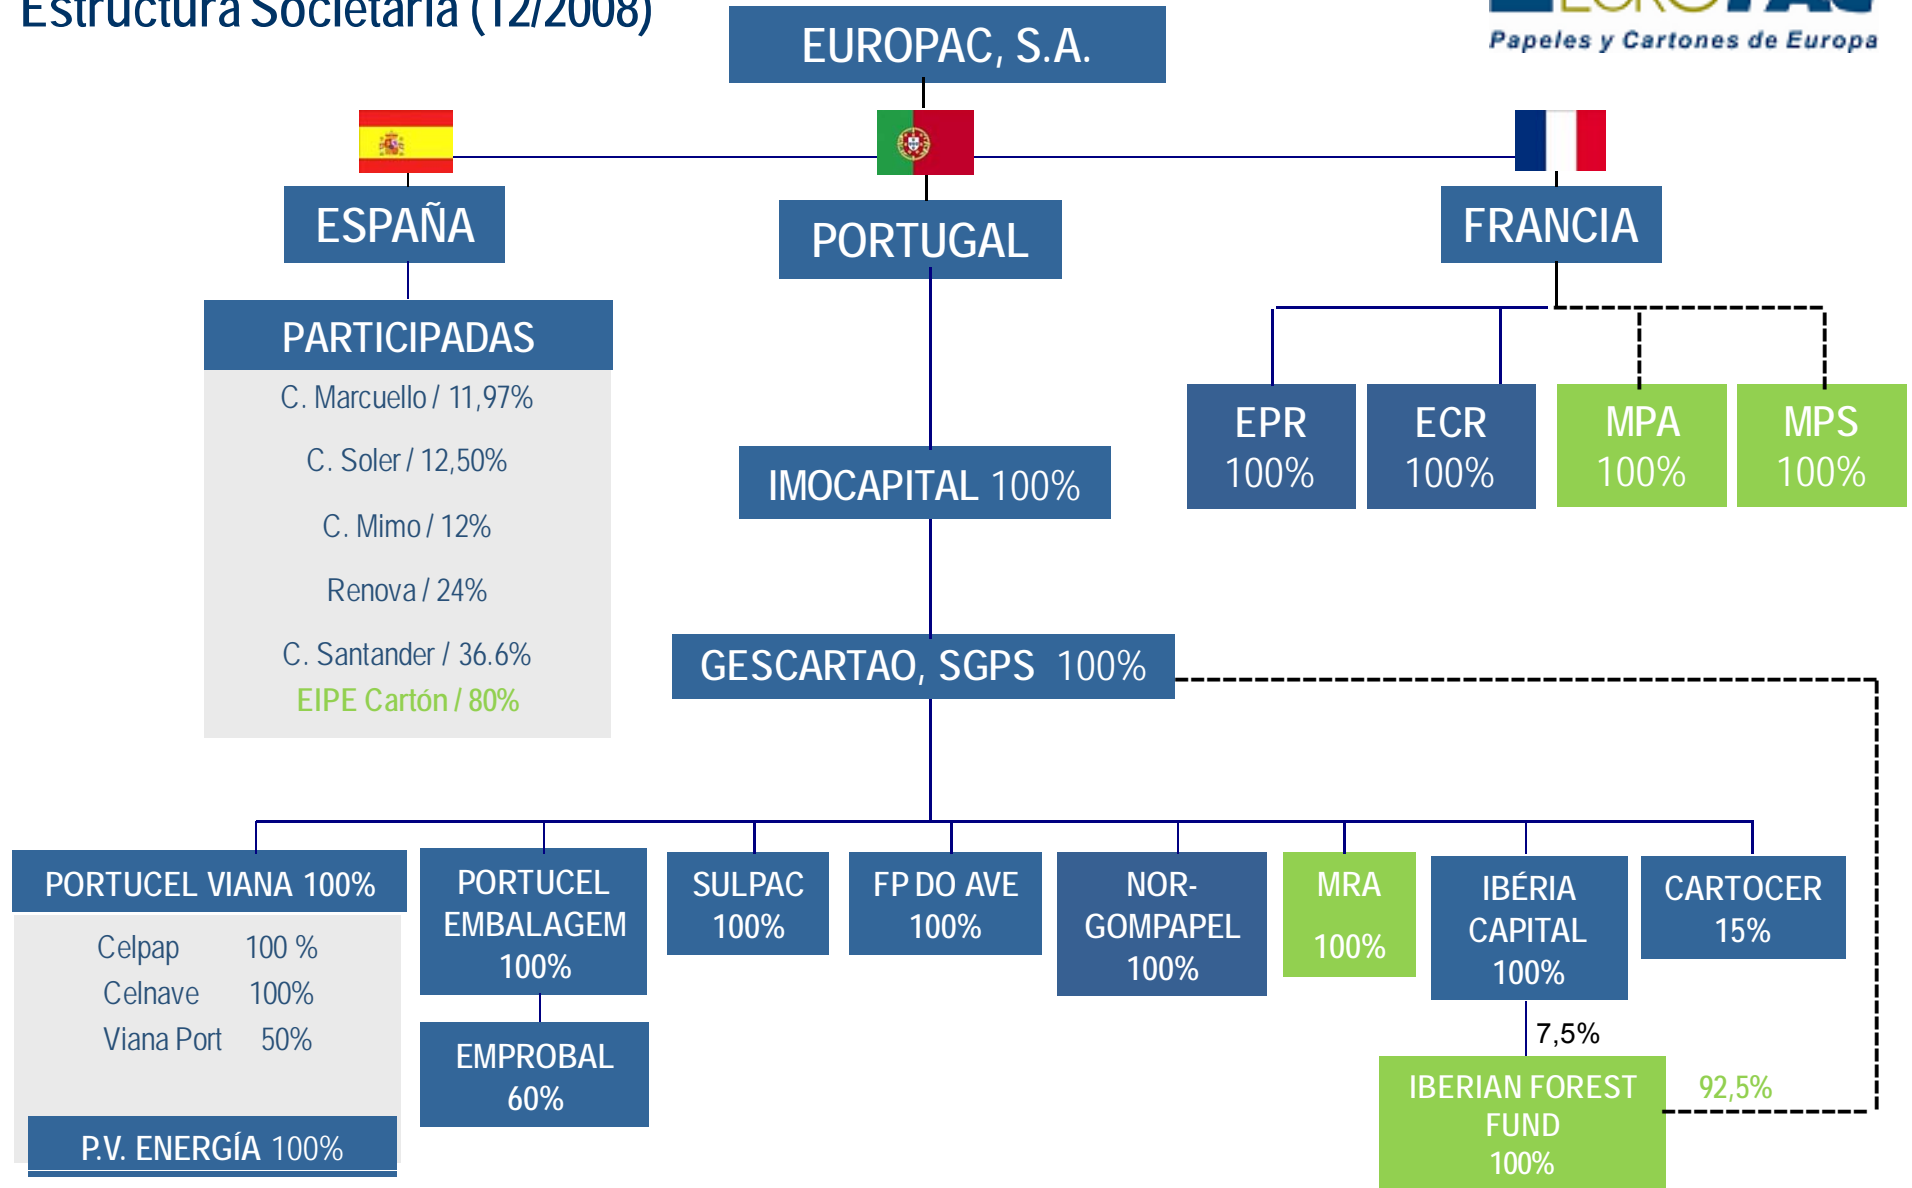 Estructura Societaria (12/2008)
EUROPAC
Papeles y Cartones de Europa
EUROPAC, S.A.
ESPAÑA
PORTUGAL
FRANCIA
PARTICIPADAS
C. Marcuello / 11,97%
C. Soler / 12,50%
C. Mimo / 12%
Renova / 24%
C. Santander / 36.6%
EIPE Cartón / 80%
IMOCAPITAL 100%
EPR
100%
ECR
100%
MPA
100%
MPS
100%
GESCARTAO, SGPS 100%
PORTUCEL VIANA 100%
Celpap 100 %
Celnave 100%
Viana Port 50%
P.V. ENERGÍA 100%
PORTUCEL
EMBALAGEM
100%
EMPROBAL
60%
SULPAC
100%
FP DO AVE
100%
NOR-
GOMPAPEL
100%
MRA
100%
IBÉRIA
CAPITAL
100%
CARTOCER
15%
7,5%
IBERIAN FOREST
FUND
100%
92,5%